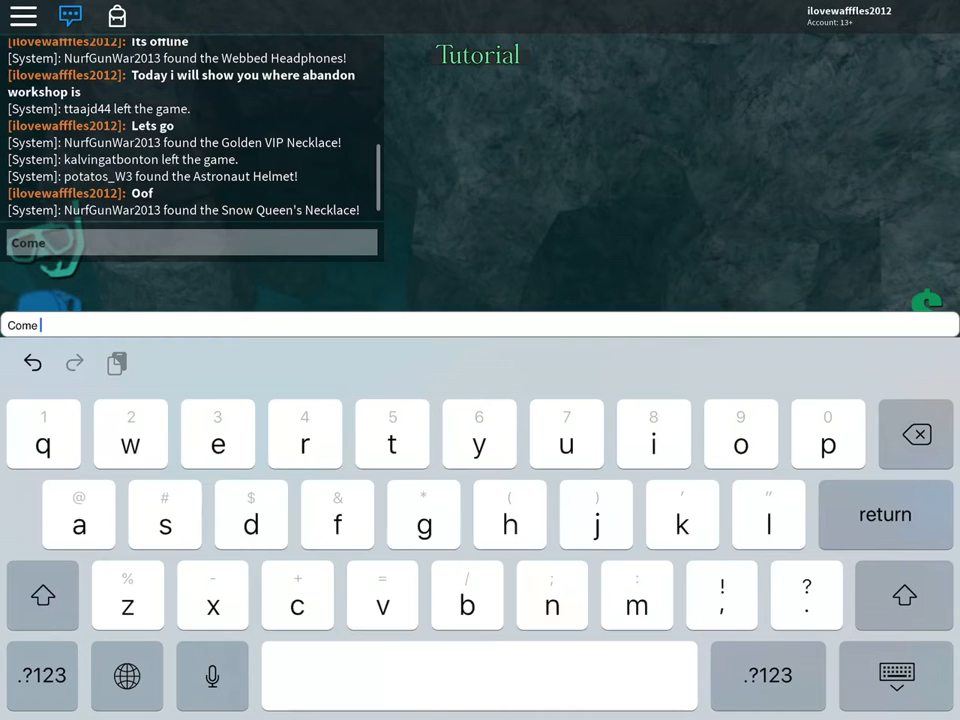 ilovewafffles2012
Account: 13+
Tutorial
[ilovewafffles2012]: Its offline
[System]: NurfGunWar2013 found the Webbed Headphones!
[ilovewafffles2012]: Today i will show you where abandon
workshop is
[System]: ttaajd44 left the game.
[ilovewafffles2012]: Lets go
[System]: NurfGunWar2013 found the Golden VIP Necklace!
[System]: kalvingatbonton left the game.
[System]: potatos_W3 found the Astronaut Helmet!
[ilovewafffles2012]: Oof
[System]: NurfGunWar2013 found the Snow Queen's Necklace!
Come
$
Come
1 2 3 4 5 6 7 8 9 0
q w e r t y u i o p
@ # $ & * ( ) ' "
a s d f g h j k l return
% - + = / ; : ! ?
z x c v b n m , .
.?123 .?123